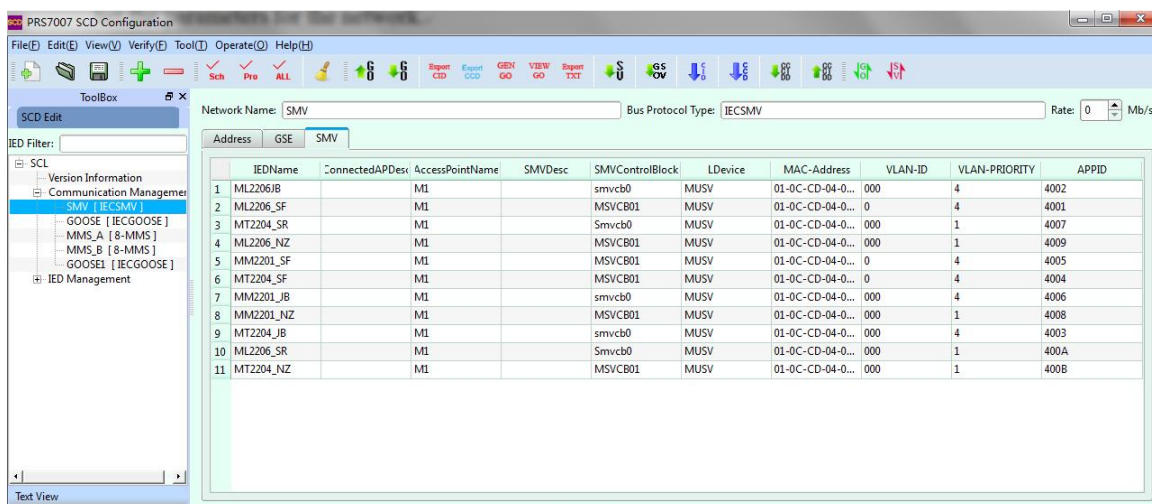 the parameters for the network.
SCD PRS7007 SCD Configuration
File(F) Edit(E) View(V) Verify(F) Tool(T) Operate(O) Help(H)
Sch Pro ALL Export CID Export CCD GEN GO VIEW GO Export TXT
ToolBox
SCD Edit
IED Filter:
SCL
Version Information
Communication Managemer
SMV [ IECSMV ]
GOOSE [ IECGOOSE ]
MMS_A [ 8-MMS ]
MMS_B [ 8-MMS ]
GOOSE1 [ IECGOOSE ]
IED Management
Text View
Network Name: SMV Bus Protocol Type: IECSMV Rate: 0 Mb/s
Address GSE SMV
IEDName ConnectedAPDesc AccessPointName SMVDesc SMVControlBlock LDevice MAC-Address VLAN-ID VLAN-PRIORITY APPID
1 ML2206JB M1 smvcb0 MUSV 01-0C-CD-04-0... 000 4 4002
2 ML2206_SF M1 MSVCB01 MUSV 01-0C-CD-04-0... 0 4 4001
3 MT2204_SR M1 Smvcb0 MUSV 01-0C-CD-04-0... 000 1 4007
4 ML2206_NZ M1 MSVCB01 MUSV 01-0C-CD-04-0... 000 1 4009
5 MM2201_SF M1 MSVCB01 MUSV 01-0C-CD-04-0... 0 4 4005
6 MT2204_SF M1 MSVCB01 MUSV 01-0C-CD-04-0... 0 4 4004
7 MM2201_JB M1 smvcb0 MUSV 01-0C-CD-04-0... 000 4 4006
8 MM2201_NZ M1 MSVCB01 MUSV 01-0C-CD-04-0... 000 1 4008
9 MT2204_JB M1 smvcb0 MUSV 01-0C-CD-04-0... 000 4 4003
10 ML2206_SR M1 Smvcb0 MUSV 01-0C-CD-04-0... 000 1 400A
11 MT2204_NZ M1 MSVCB01 MUSV 01-0C-CD-04-0... 000 1 400B